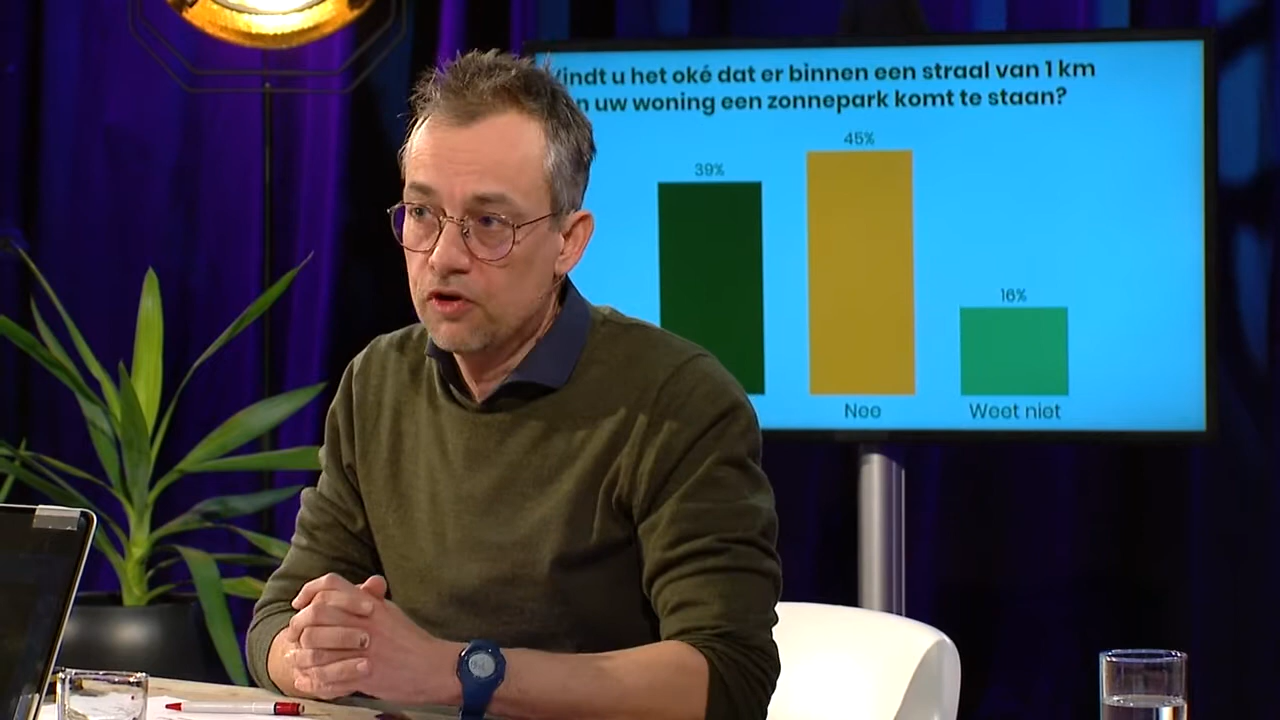 Vindt u het oké dat er binnen een straal van 1 km
uw woning een zonnepark komt te staan?
45%
39%
16%
Nee
Weet niet